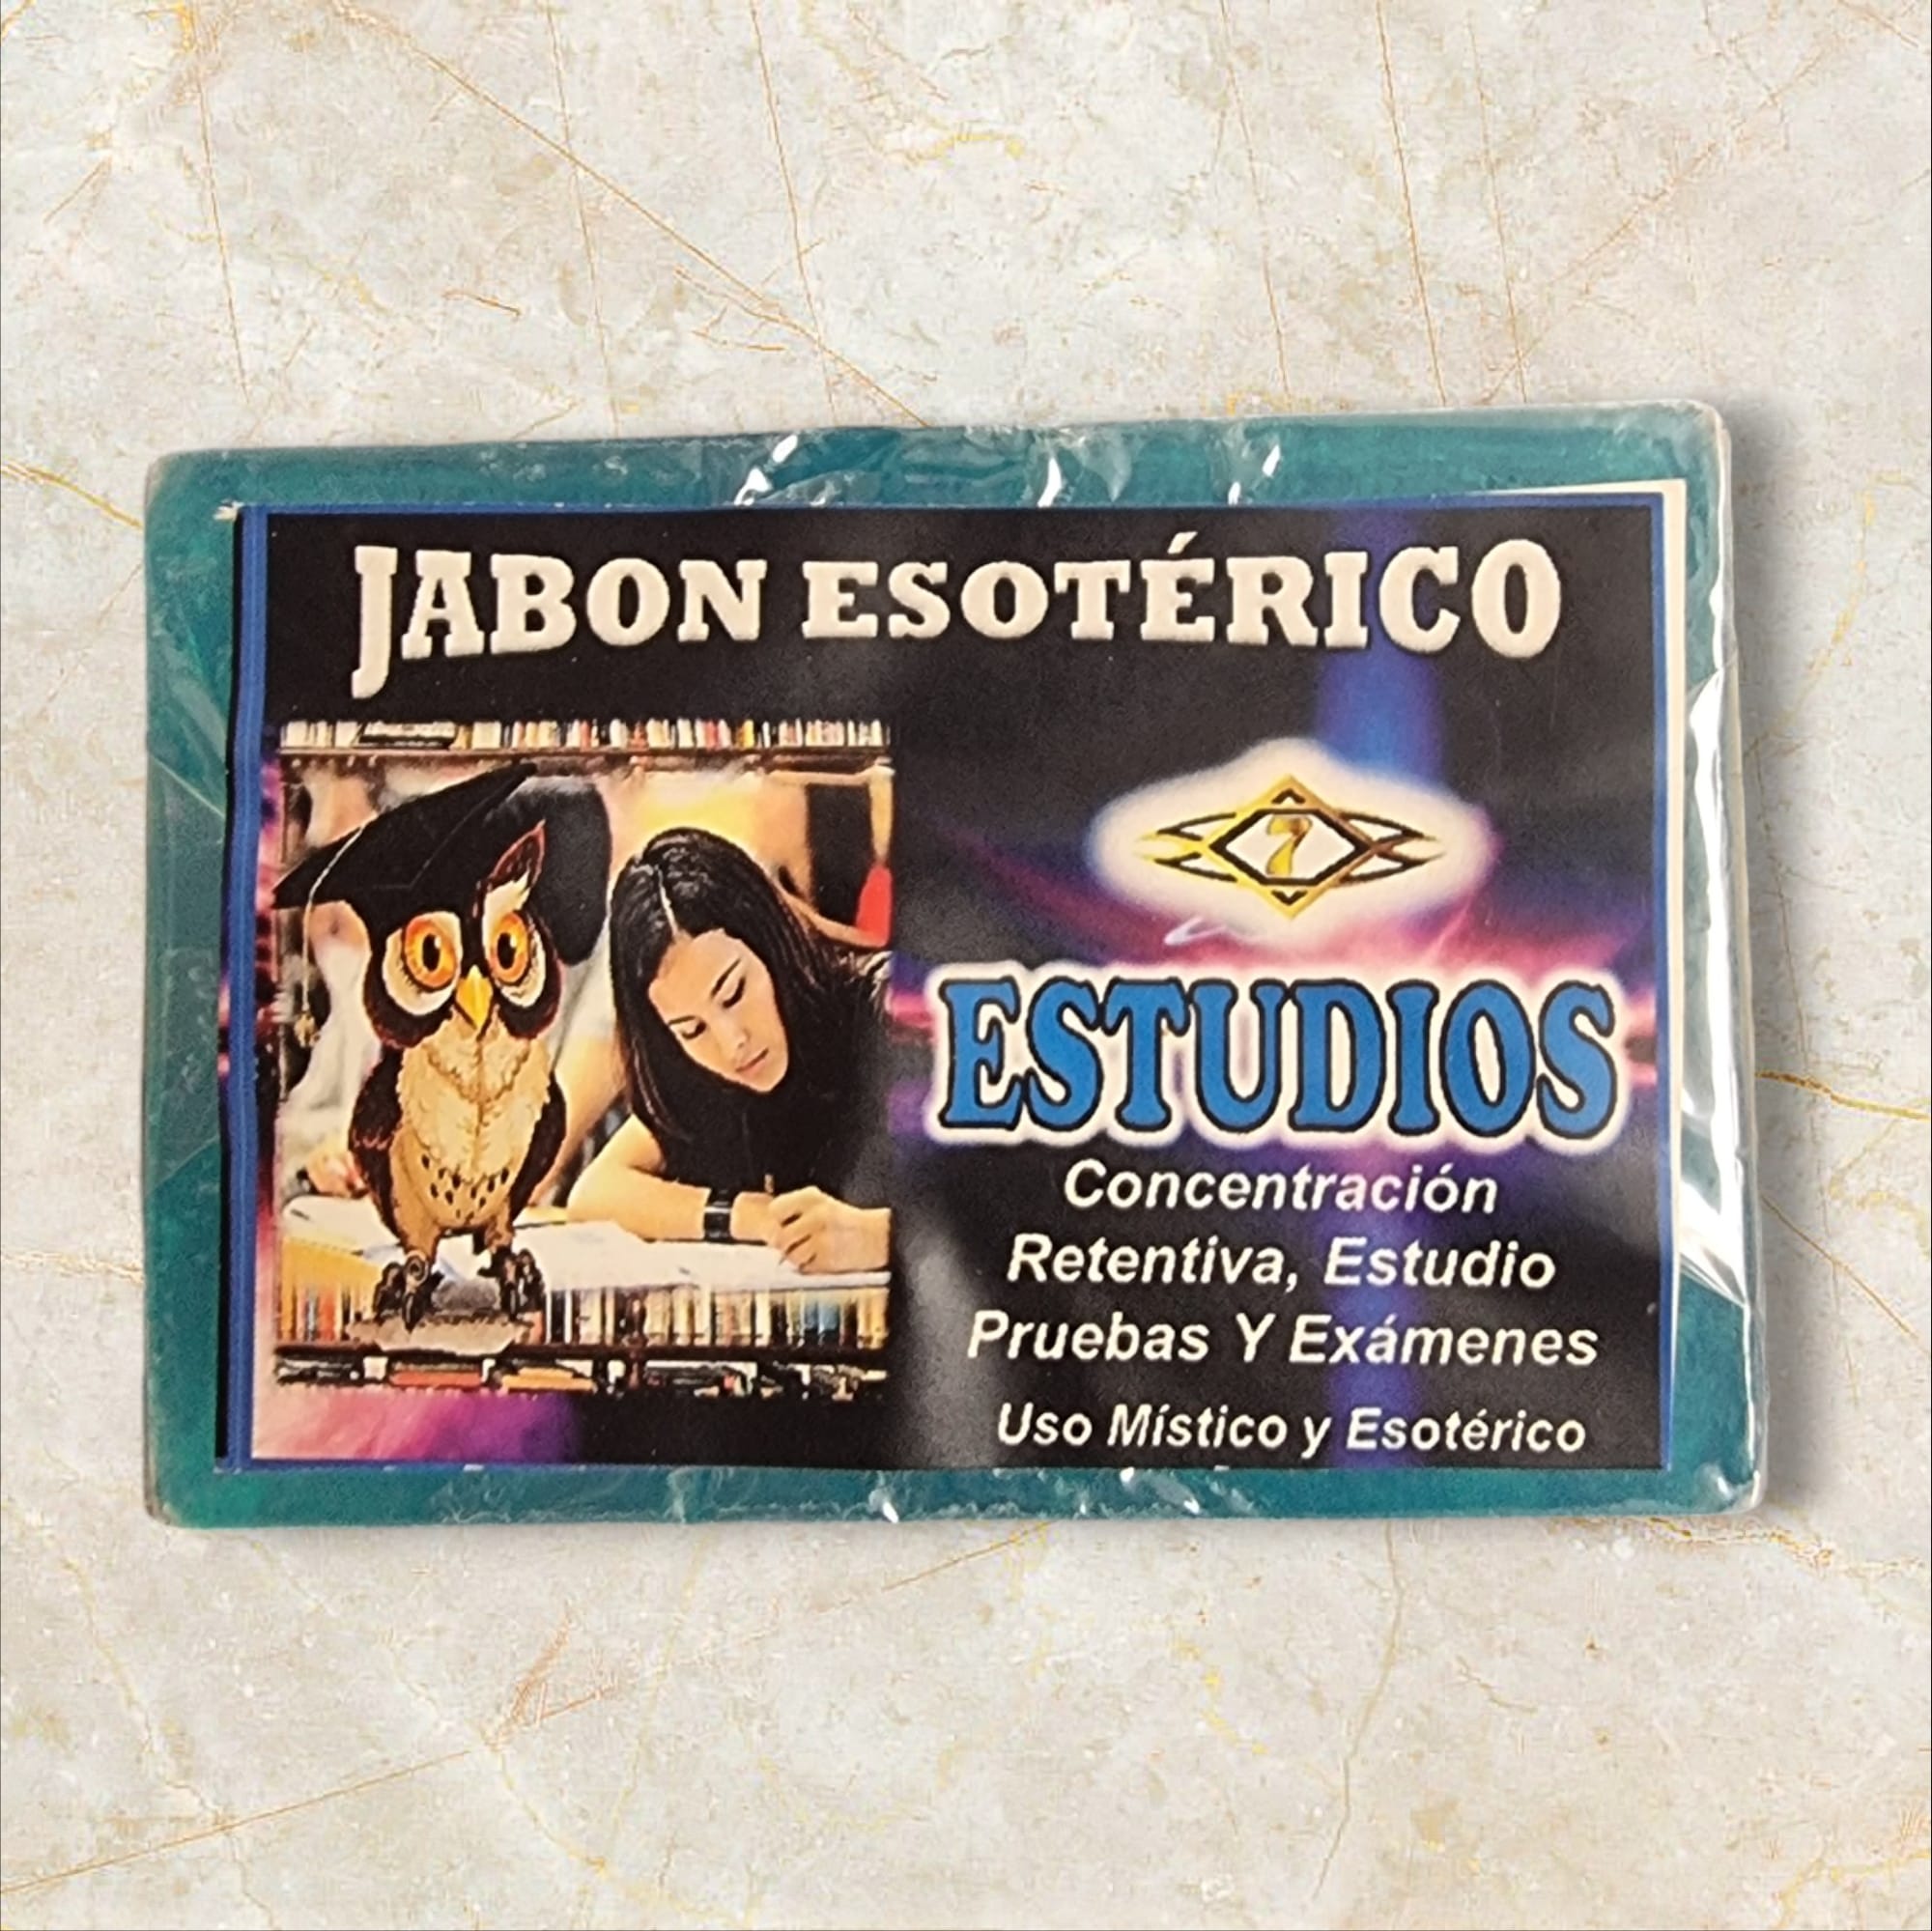 JABON ESOTÉRICO
7
ESTUDIOS
Concentración
Retentiva, Estudio
Pruebas Y Exámenes
Uso Místico y Esotérico